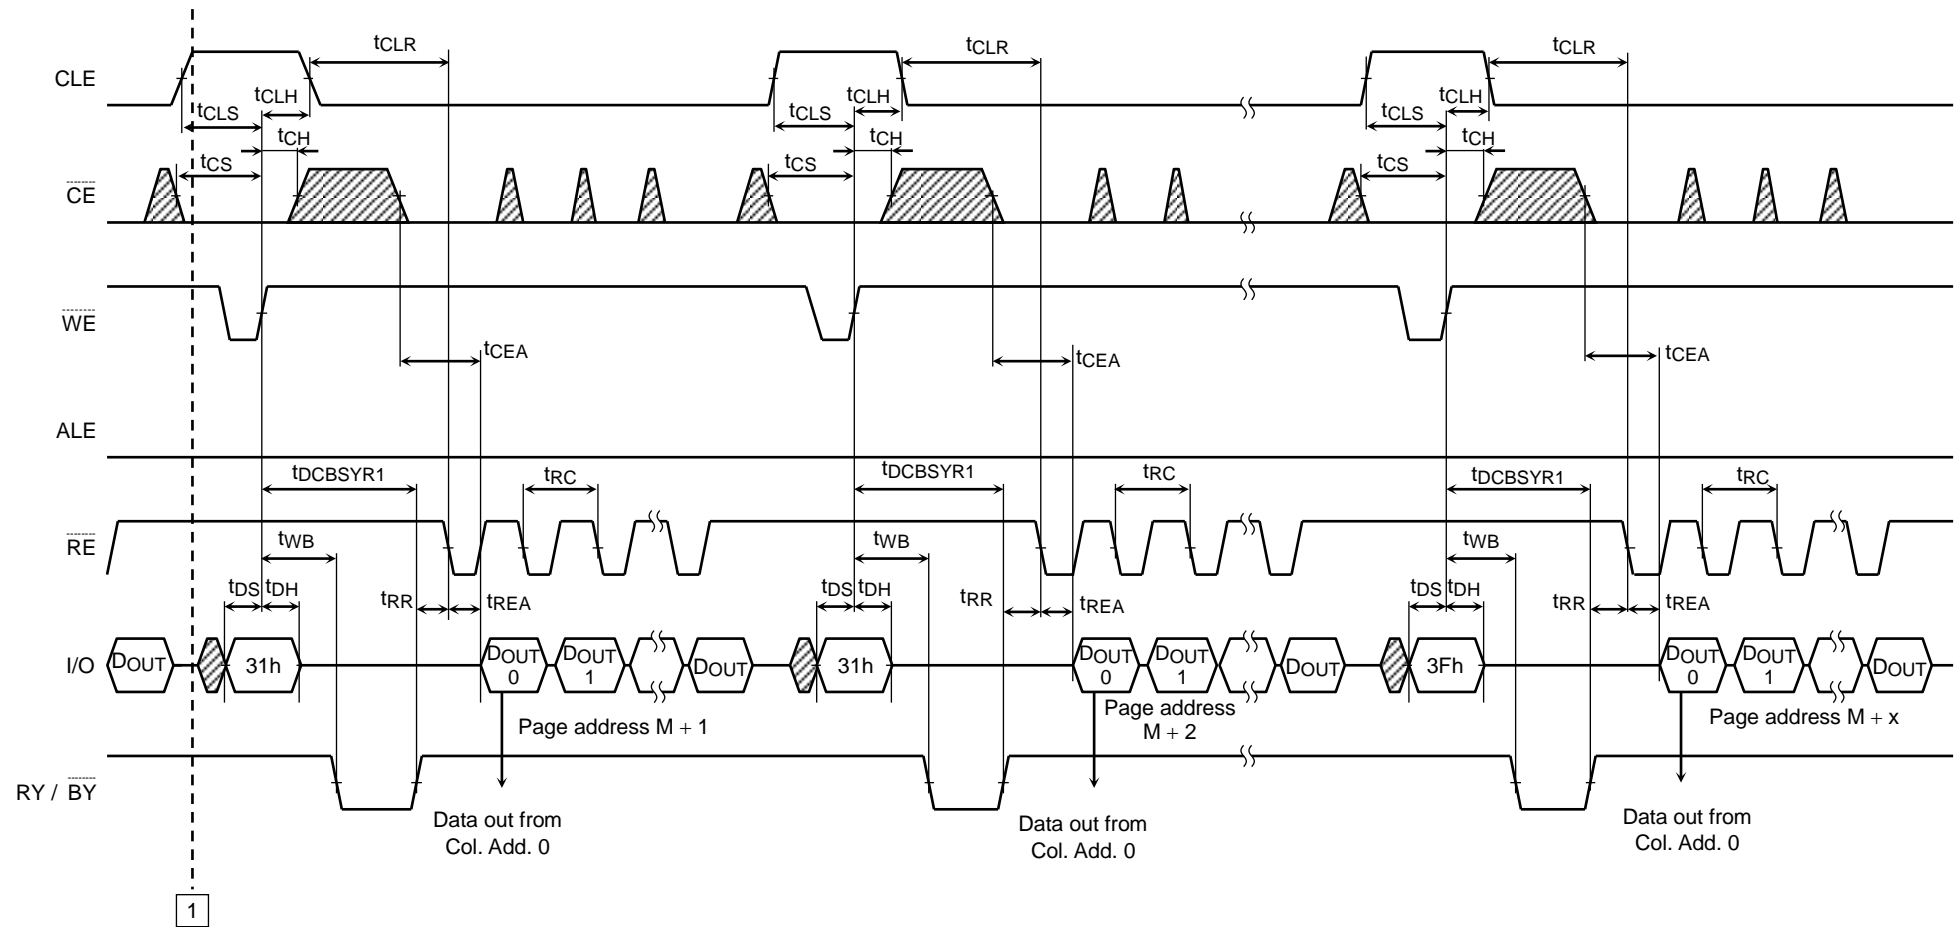 tCLR tCLR tCLR
CLE
tCLH tCLH tCLH
tCLS tCLS tCLS
tCH tCH tCH
tCS tCS tCS
CE
WE
tCEA tCEA tCEA
ALE
tDCBSYR1 tRC tDCBSYR1 tRC tDCBSYR1 tRC
RE
tWB tWB tWB
tDS tDH tDS tDH tDS tDH
tRR tREA tRR tREA tRR tREA
I/O DOUT 31h DOUT 0 DOUT 1 DOUT 31h DOUT 0 DOUT 1 DOUT 3Fh DOUT 0 DOUT 1 DOUT
Page address M + 1
Page address
M + 2
Page address M + x
RY / BY
Data out from
Col. Add. 0
Data out from
Col. Add. 0
Data out from
Col. Add. 0
1